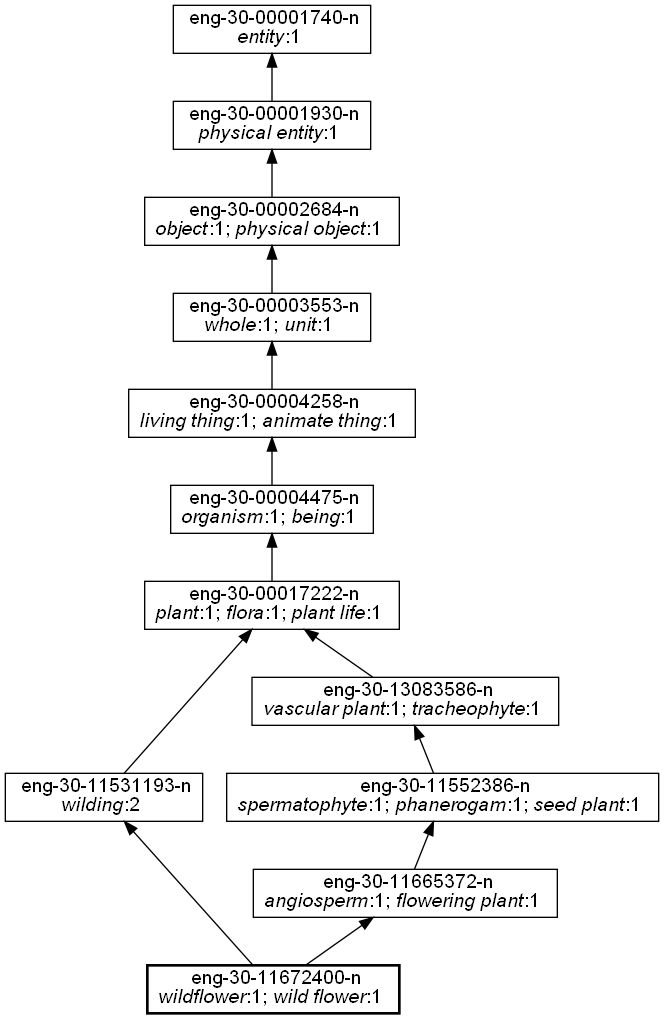 eng-30-00001740-n
entity:1
eng-30-00001930-n
physical entity:1
eng-30-00002684-n
object:1; physical object:1
eng-30-00003553-n
whole:1; unit:1
eng-30-00004258-n
living thing:1; animate thing:1
eng-30-00004475-n
organism:1; being:1
eng-30-00017222-n
plant:1; flora:1; plant life:1
eng-30-13083586-n
vascular plant:1; tracheophyte:1
eng-30-11531193-n
wilding:2
eng-30-11552386-n
spermatophyte:1; phanerogam:1; seed plant:1
eng-30-11665372-n
angiosperm:1; flowering plant:1
eng-30-11672400-n
wildflower:1; wild flower:1